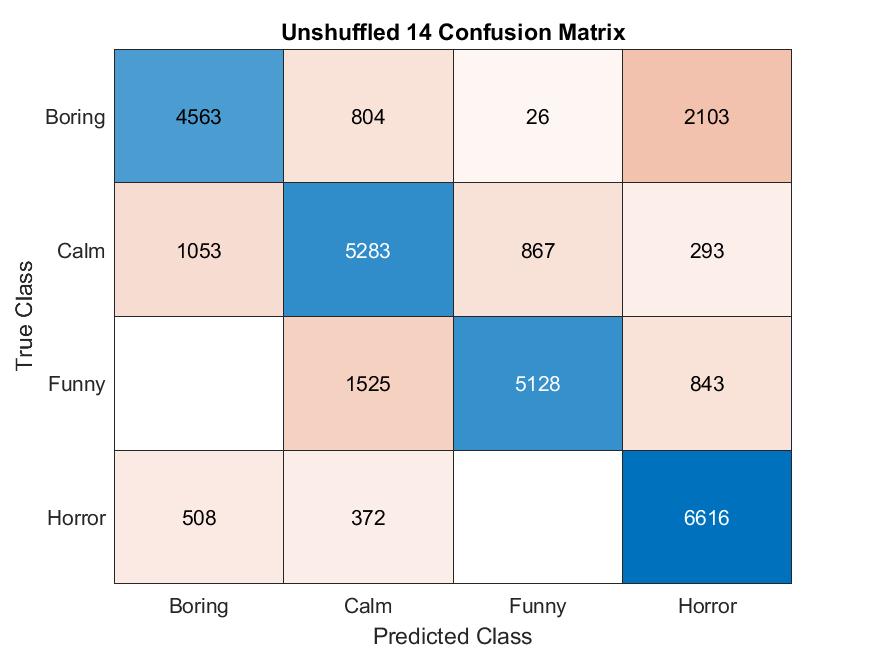 Unshuffled 14 Confusion Matrix
Boring 4563 804 26 2103
Calm 1053 5283 867 293
Funny 1525 5128 843
Horror 508 372 6616
Boring Calm Funny Horror
Predicted Class
True Class